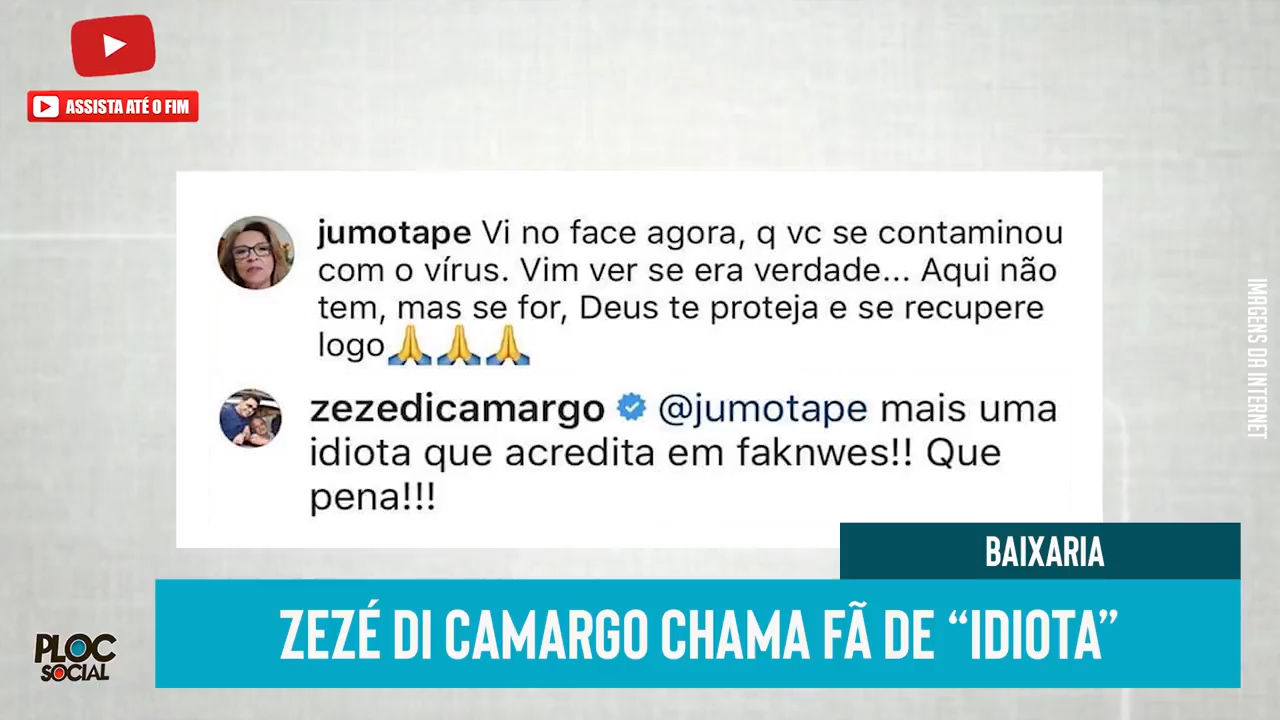 ASSISTA ATÉ O FIM
jumotape Vi no face agora, q vc se contaminou
com o vírus. Vim ver se era verdade... Aqui não
tem, mas se for, Deus te proteja e se recupere
logo🙏🙏🙏
zezedicamargo @jumotape mais uma
idiota que acredita em faknwes!! Que
pena!!!
IMAGENS DA INTERNET
BAIXARIA
ZEZÉ DI CAMARGO CHAMA FÃ DE “IDIOTA”
PLOC
SOCIAL